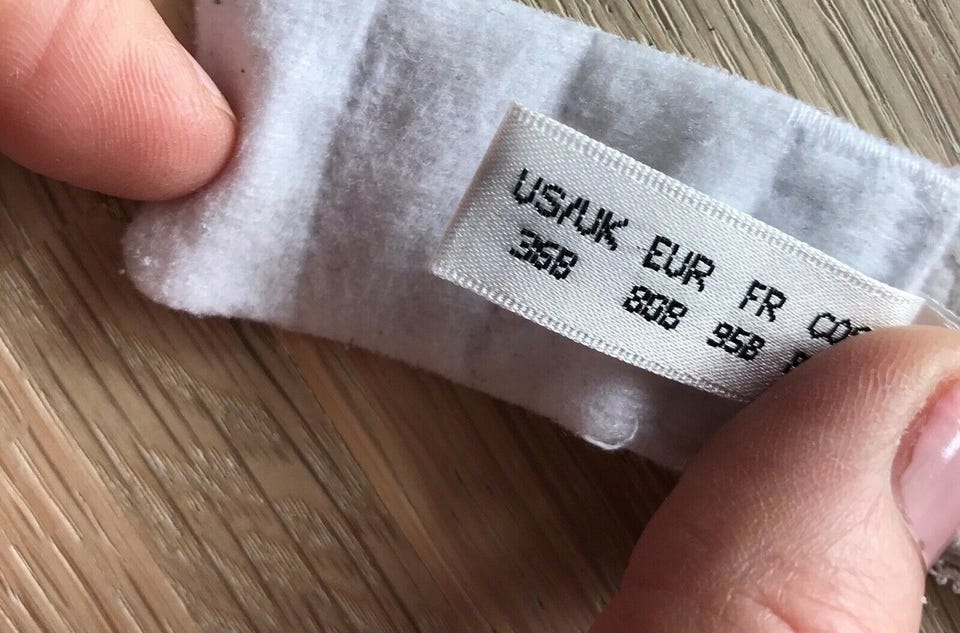 US/UK EUR FR
36B 80B 95B